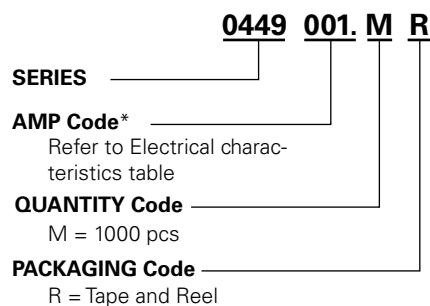 0449 001. M R
SERIES
AMP Code*
Refer to Electrical charac-
teristics table
QUANTITY Code
M = 1000 pcs
PACKAGING Code
R = Tape and Reel